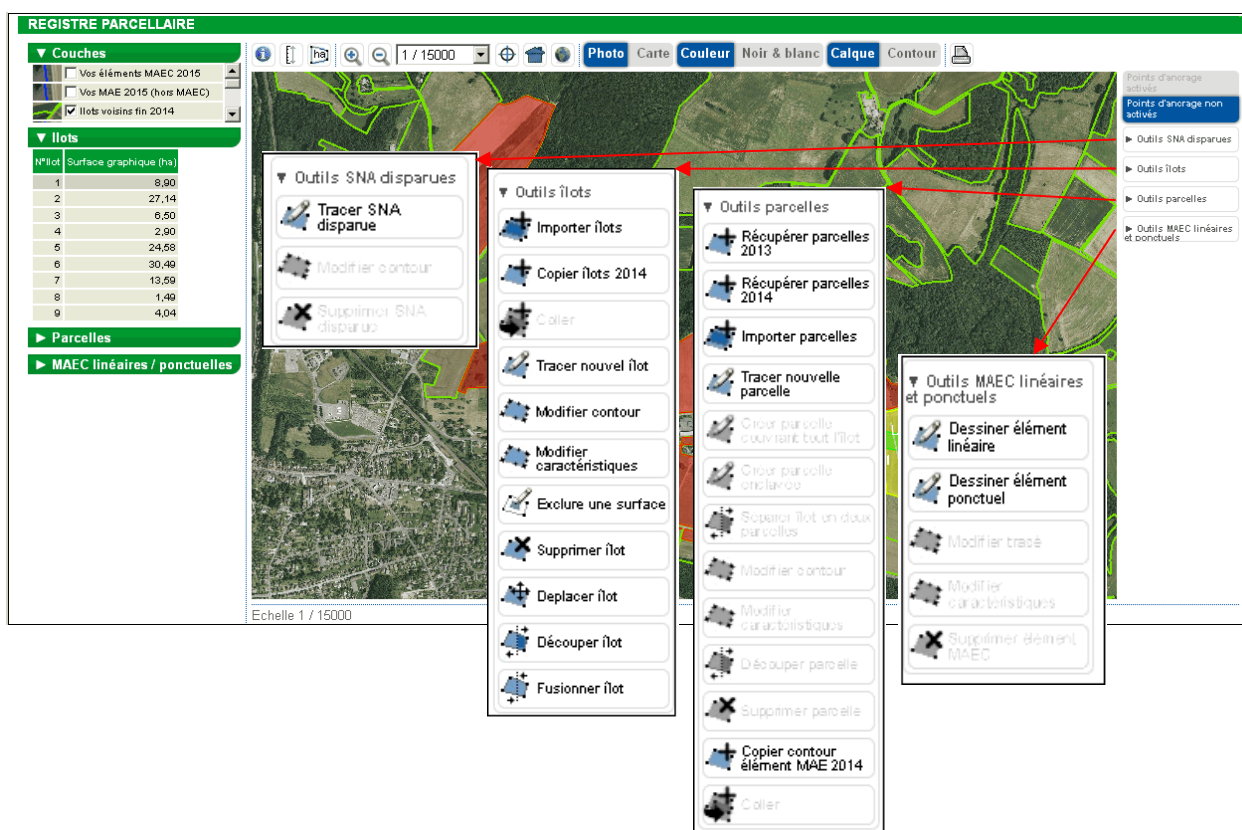 REGISTRE PARCELLAIRE
▼ Couches
Vos éléments MAEC 2015
Vos MAE 2015 (hors MAEC)
Ilots voisins fin 2014
▼ Ilots
N°Ilot Surface graphique (ha)
1 8,90
2 27,14
3 6,50
4 2,90
5 24,58
6 30,49
7 13,59
8 1,49
9 4,04
► Parcelles
► MAEC linéaires / ponctuelles
ha 1 / 15000 Photo Carte Couleur Noir & blanc Calque Contour
Echelle 1 / 15000
Points d'ancrage
activés
Points d'ancrage non
activés
► Outils SNA disparues
► Outils îlots
► Outils parcelles
► Outils MAEC linéaires
et ponctuels
▼ Outils SNA disparues
Tracer SNA
disparue
Modifier contour
Supprimer SNA
disparue
▼ Outils îlots
Importer îlots
Copier îlots 2014
Coller
Tracer nouvel îlot
Modifier contour
Modifier
caractéristiques
Exclure une surface
Supprimer îlot
Deplacer îlot
Découper îlot
Fusionner îlot
▼ Outils parcelles
Récupérer parcelles
2013
Récupérer parcelles
2014
Importer parcelles
Tracer nouvelle
parcelle
Créer parcelle
couvrant tout l'îlot
Créer parcelle
enclavée
Séparer îlot en deux
parcelles
Modifier contour
Modifier
caractéristiques
Découper parcelle
Supprimer parcelle
Copier contour
élément MAE 2014
Coller
▼ Outils MAEC linéaires
et ponctuels
Dessiner élément
linéaire
Dessiner élément
ponctuel
Modifier tracé
Modifier
caractéristiques
Supprimer élément
MAEC